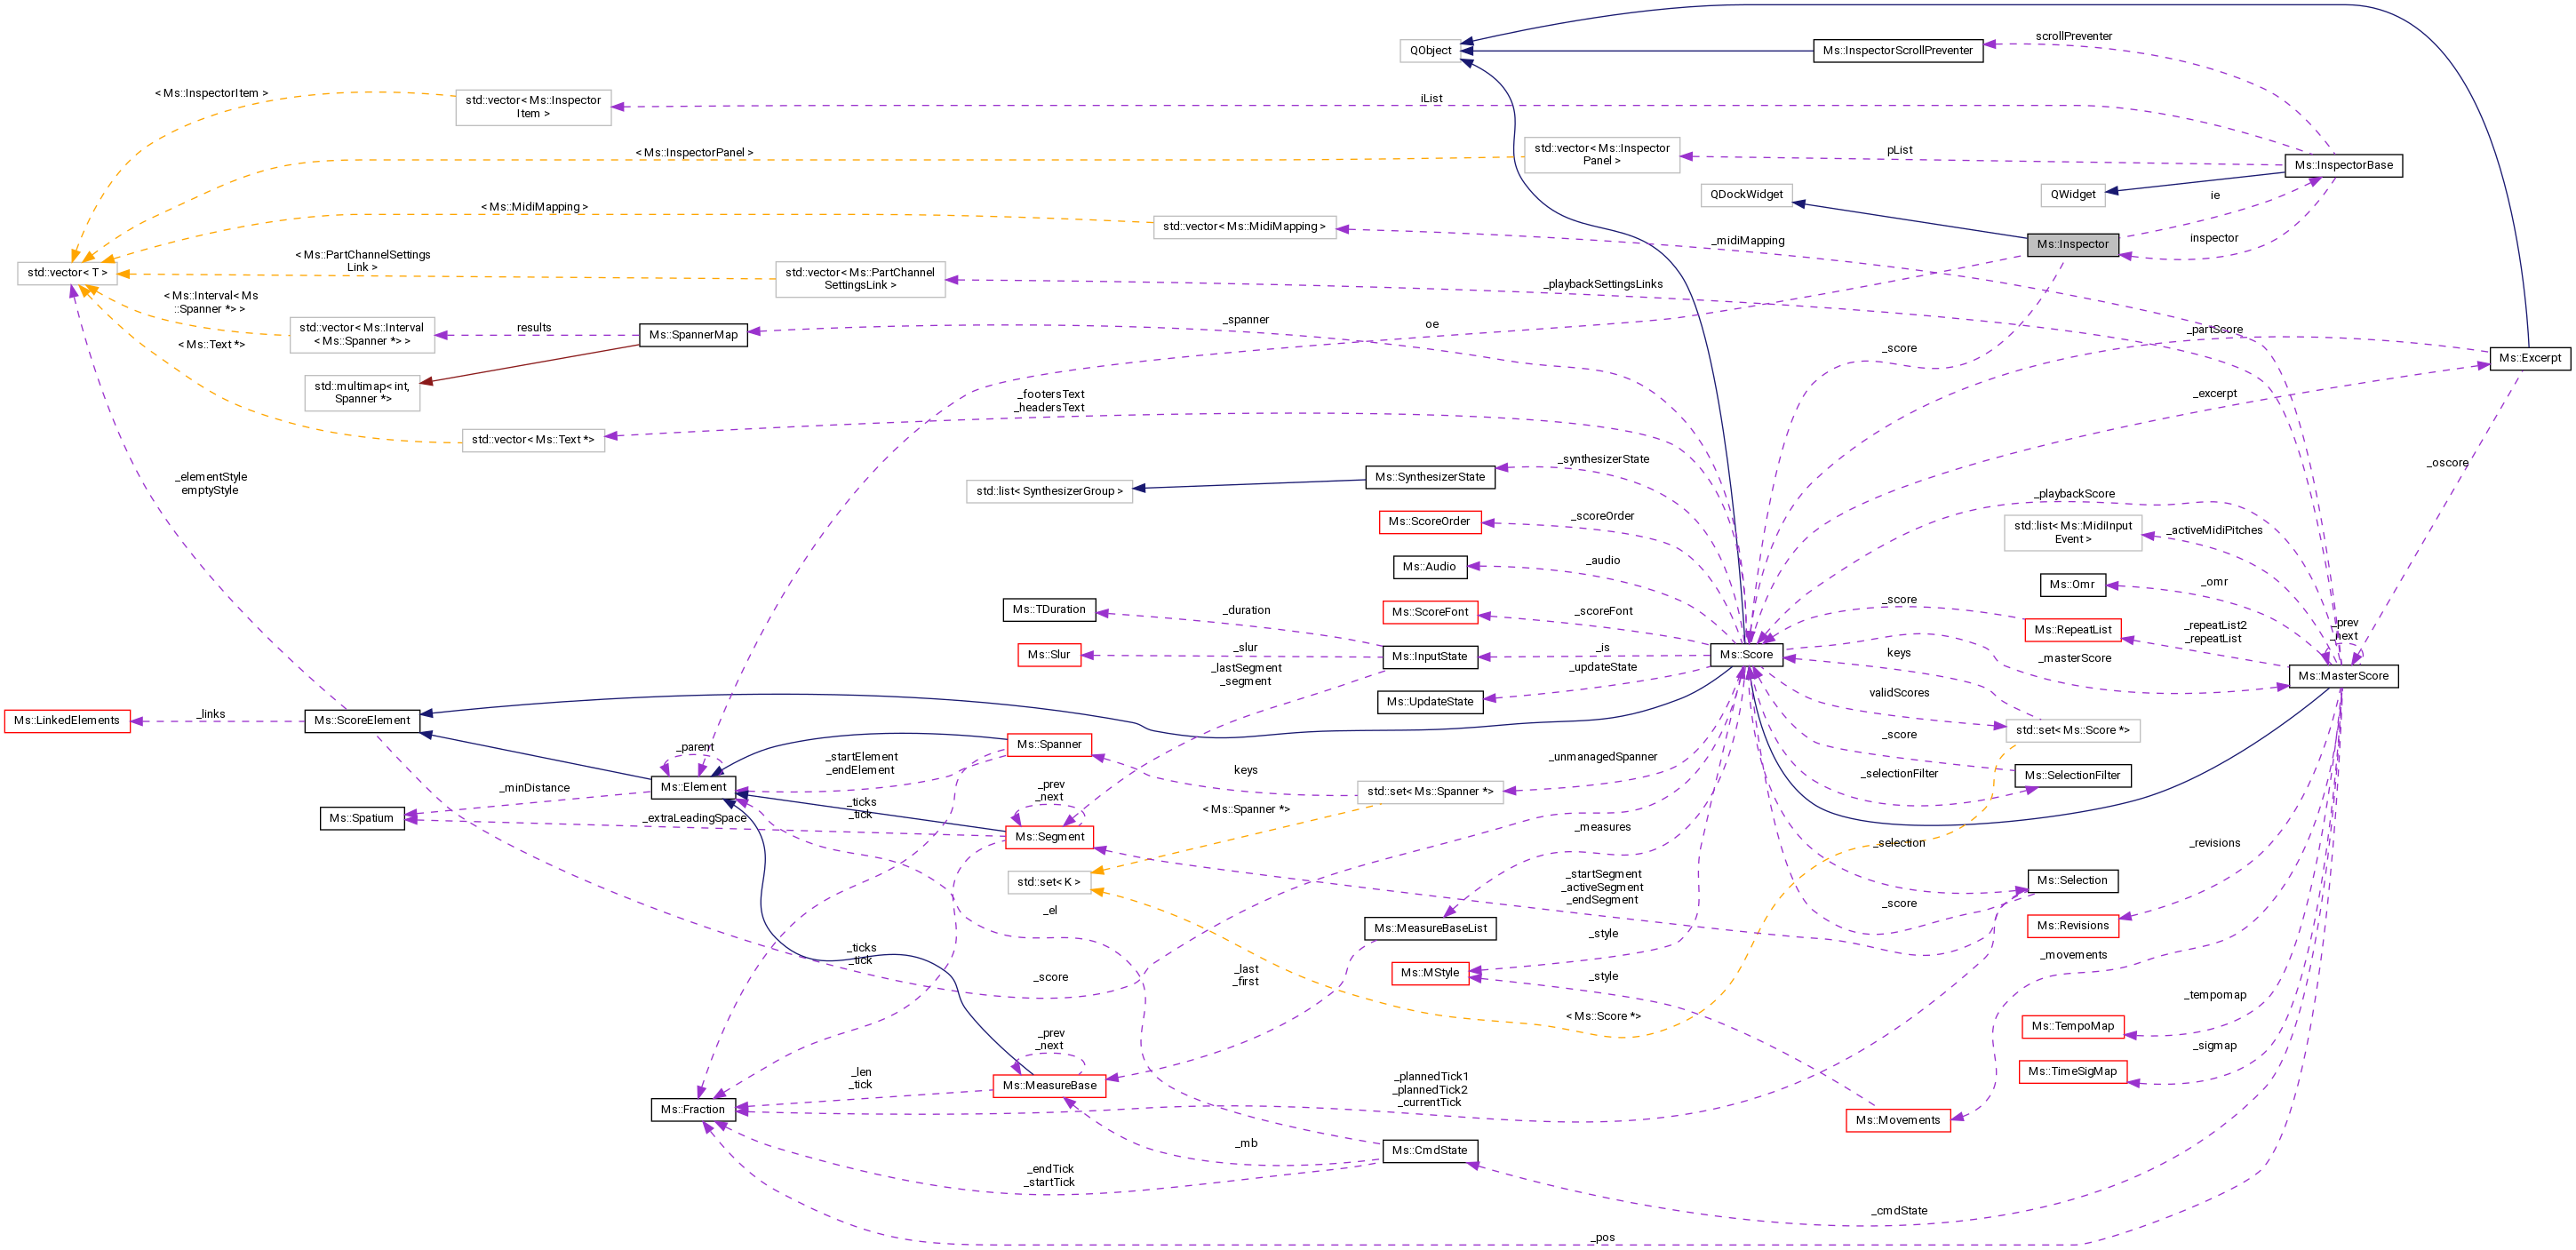 scrollPreventer
QObject
Ms::InspectorScrollPreventer
< Ms::InspectorItem >
std::vector< Ms::Inspector
Item >
iList
< Ms::InspectorPanel >
std::vector< Ms::Inspector
Panel >
pList
Ms::InspectorBase
QDockWidget
QWidget
ie
< Ms::MidiMapping >
std::vector< Ms::MidiMapping >
_midiMapping
Ms::Inspector
inspector
std::vector< T >
< Ms::PartChannelSettings
Link >
std::vector< Ms::PartChannel
SettingsLink >
_playbackSettingsLinks
< Ms::Interval< Ms
::Spanner *> >
std::vector< Ms::Interval
< Ms::Spanner *> >
results
Ms::SpannerMap
_spanner
oe
_partScore
< Ms::Text *>
_score
Ms::Excerpt
std::multimap< int,
Spanner *>
_footersText
_headersText
_excerpt
std::vector< Ms::Text *>
_elementStyle
emptyStyle
std::list< SynthesizerGroup >
Ms::SynthesizerState
_synthesizerState
_oscore
_playbackScore
Ms::ScoreOrder
_scoreOrder
std::list< Ms::MidiInput
Event >
_activeMidiPitches
Ms::Audio
_audio
Ms::Omr
_omr
Ms::TDuration
_duration
Ms::ScoreFont
_scoreFont
_score
Ms::RepeatList
_repeatList2
_repeatList
_prev
_next
Ms::Slur
_slur
Ms::InputState
_is
Ms::Score
keys
_masterScore
Ms::MasterScore
_lastSegment
_segment
_updateState
Ms::UpdateState
validScores
Ms::LinkedElements
_links
Ms::ScoreElement
std::set< Ms::Score *>
_score
_parent
Ms::Spanner
_startElement
_endElement
_unmanagedSpanner
keys
_selectionFilter
Ms::SelectionFilter
Ms::Element
_minDistance
_prev
_next
std::set< Ms::Spanner *>
Ms::Spatium
_extraLeadingSpace
_ticks
_tick
< Ms::Spanner *>
Ms::Segment
_measures
_selection
_revisions
std::set< K >
_startSegment
_activeSegment
_endSegment
Ms::Selection
_el
_score
Ms::MeasureBaseList
Ms::Revisions
_style
_ticks
_tick
_score
_last
_first
Ms::MStyle
_style
_movements
_tempomap
< Ms::Score *>
Ms::TempoMap
_prev
_next
_sigmap
_len
_tick
Ms::MeasureBase
Ms::TimeSigMap
_plannedTick1
_plannedTick2
_currentTick
Ms::Fraction
Ms::Movements
_mb
Ms::CmdState
_endTick
_startTick
_cmdState
_pos